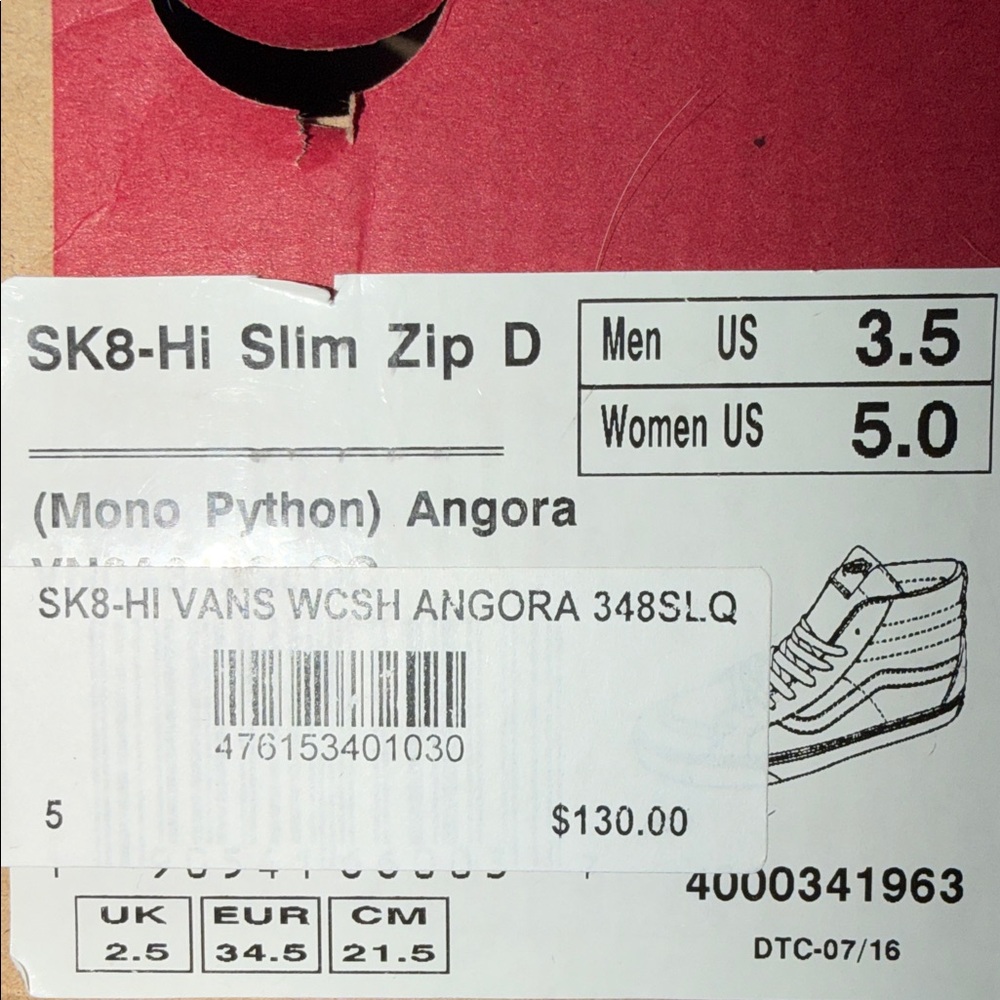 SK8-Hi Slim Zip D
Men US 3.5
Women US 5.0
(Mono Python) Angora
SK8-HI VANS WCSH ANGORA 348SLQ
476153401030
5 $130.00
4000341963
UK EUR CM
2.5 34.5 21.5
DTC-07/16